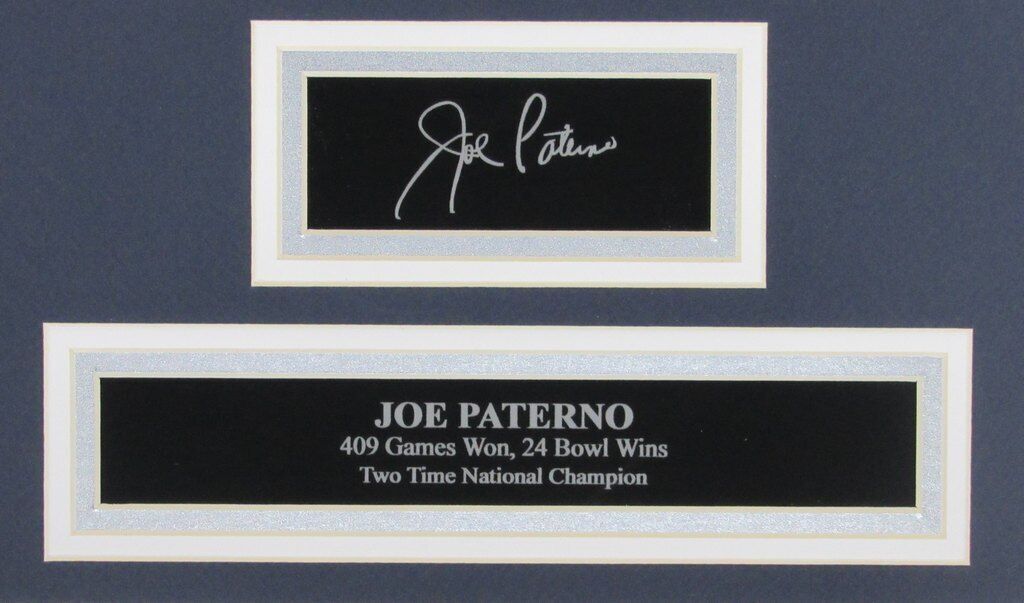 Joe Paterno
JOE PATERNO
409 Games Won, 24 Bowl Wins
Two Time National Champion